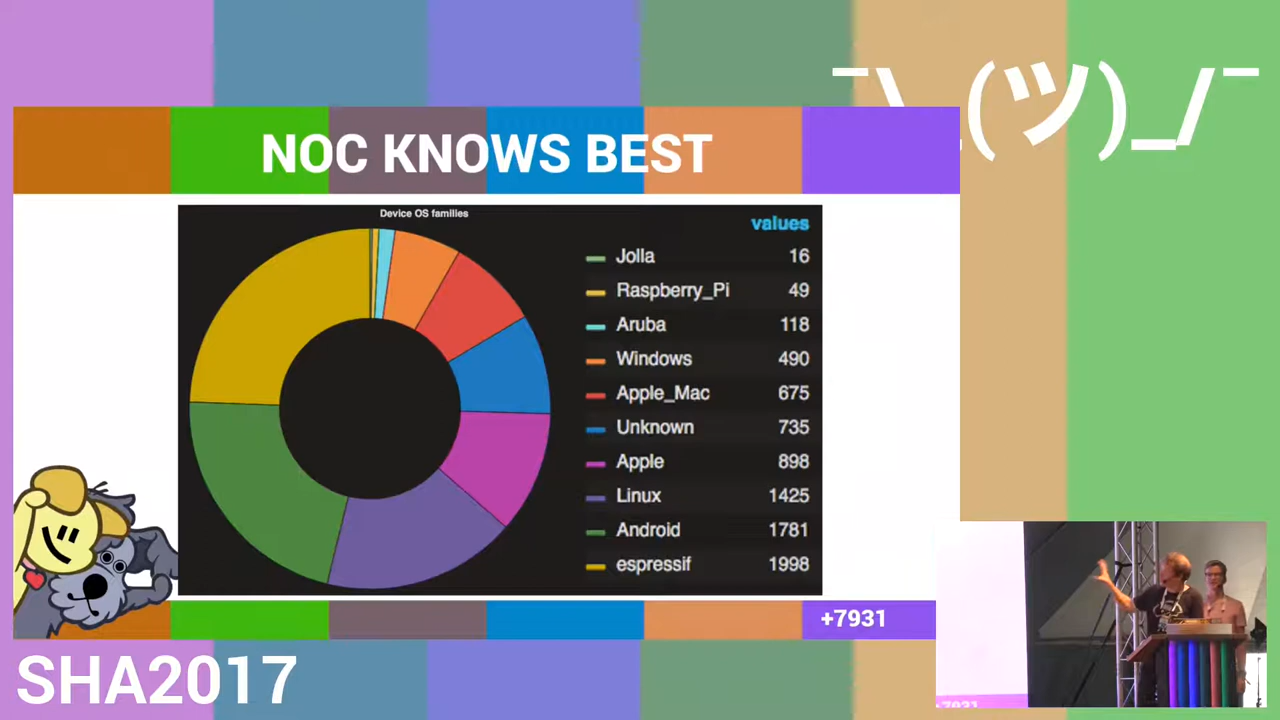 ¯\_(ツ)_/¯
NOC KNOWS BEST
Device OS families
values
Jolla 16
Raspberry_Pi 49
Aruba 118
Windows 490
Apple_Mac 675
Unknown 735
Apple 898
Linux 1425
Android 1781
espressif 1998
+7931
SHA2017
+7931